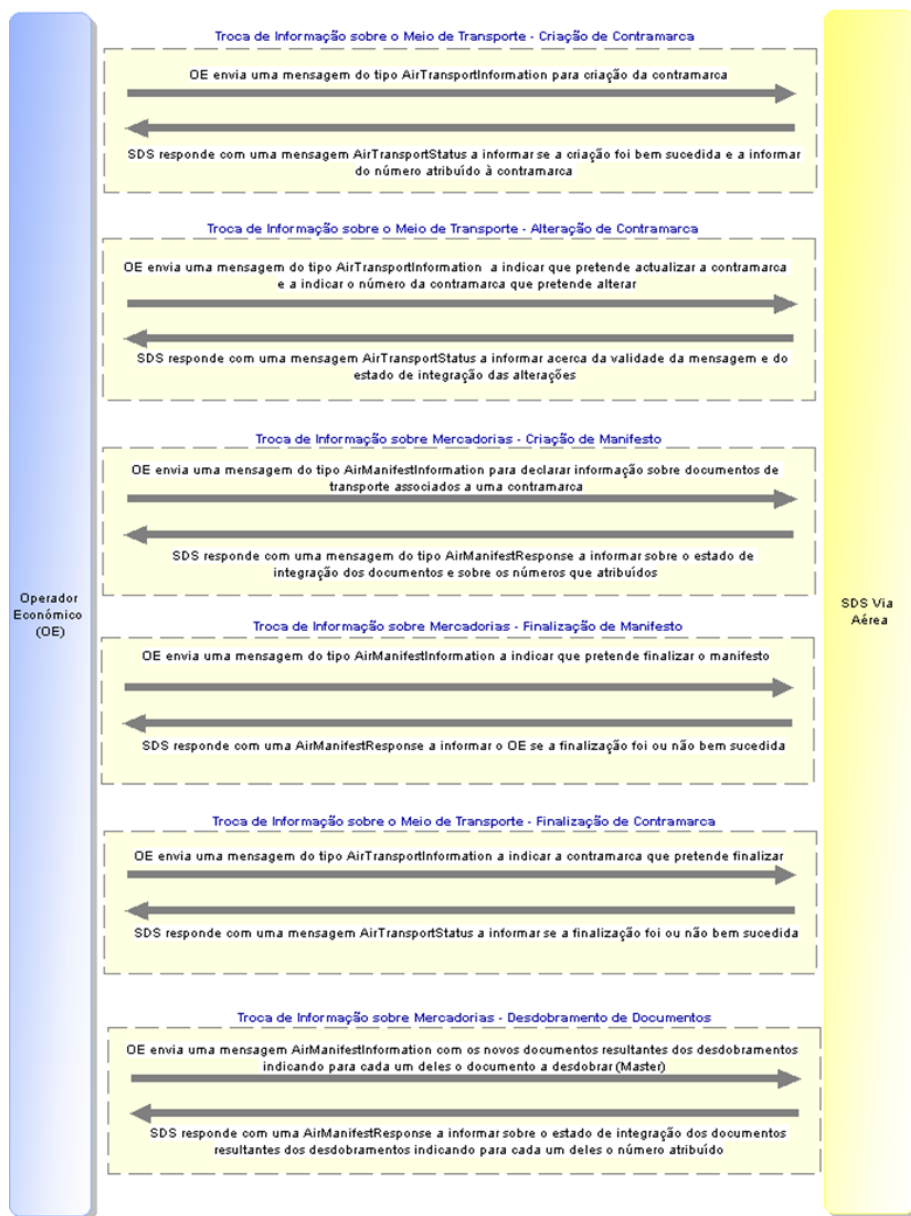 Troca de Informação sobre o Meio de Transporte - Criação de Contramarca
OE envia uma mensagem do tipo AirTransportInformation para criação da contramarca
SDS responde com uma mensagem AirTransportStatus a informar se a criação foi bem sucedida e a informar
do número atribuído à contramarca
Troca de Informação sobre o Meio de Transporte - Alteração de Contramarca
OE envia uma mensagem do tipo AirTransportInformation a indicar que pretende actualizar a contramarca
e a indicar o número da contramarca que pretende alterar
SDS responde com uma mensagem AirTransportStatus a informar acerca da validade da mensagem e do
estado de integração das alterações
Troca de Informação sobre Mercadorias - Criação de Manifesto
OE envia uma mensagem do tipo AirManifestInformation para declarar informação sobre documentos de
transporte associados a uma contramarca
SDS responde com uma mensagem do tipo AirManifestResponse a informar sobre o estado de
integração dos documentos e sobre os números que atribuídos
Operador
Económico
(OE)
SDS Via
Aérea
Troca de Informação sobre Mercadorias - Finalização de Manifesto
OE envia uma mensagem do tipo AirManifestInformation a indicar que pretende finalizar o manifesto
SDS responde com uma AirManifestResponse a informar o OE se a finalização foi ou não bem sucedida
Troca de Informação sobre o Meio de Transporte - Finalização de Contramarca
OE envia uma mensagem do tipo AirTransportInformation a indicar a contramarca que pretende finalizar
SDS responde com uma mensagem AirTransportStatus a informar se a finalização foi ou não bem sucedida
Troca de Informação sobre Mercadorias - Desdobramento de Documentos
OE envia uma mensagem AirManifestInformation com os novos documentos resultantes dos desdobramentos
indicando para cada um deles o documento a desdobrar (Master)
SDS responde com uma AirManifestResponse a informar sobre o estado de integração dos documentos
resultantes dos desdobramentos indicando para cada um deles o número atribuído